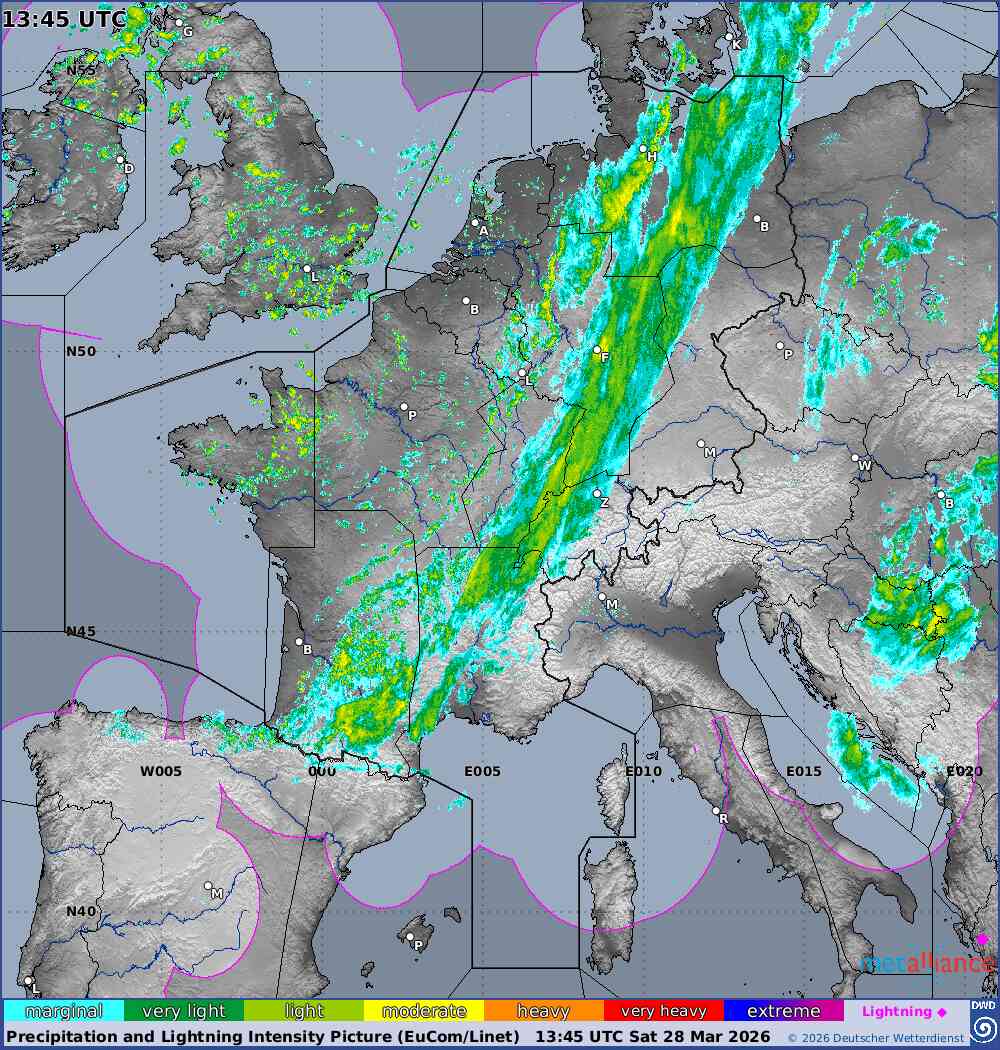 13:45 UTC
G
K
N55
H
D
A
B
L
B
N50
F
P
L
P
M
W
Z
B
M
N45
B
W005
000
E005
E010
E015
E020
R
M
N40
P
metalliance
L
marginal very light light moderate heavy very heavy extreme Lightning ◆ DWD
Precipitation and Lightning Intensity Picture (EuCom/Linet) 13:45 UTC Sat 28 Mar 2026 © 2026 Deutscher Wetterdienst